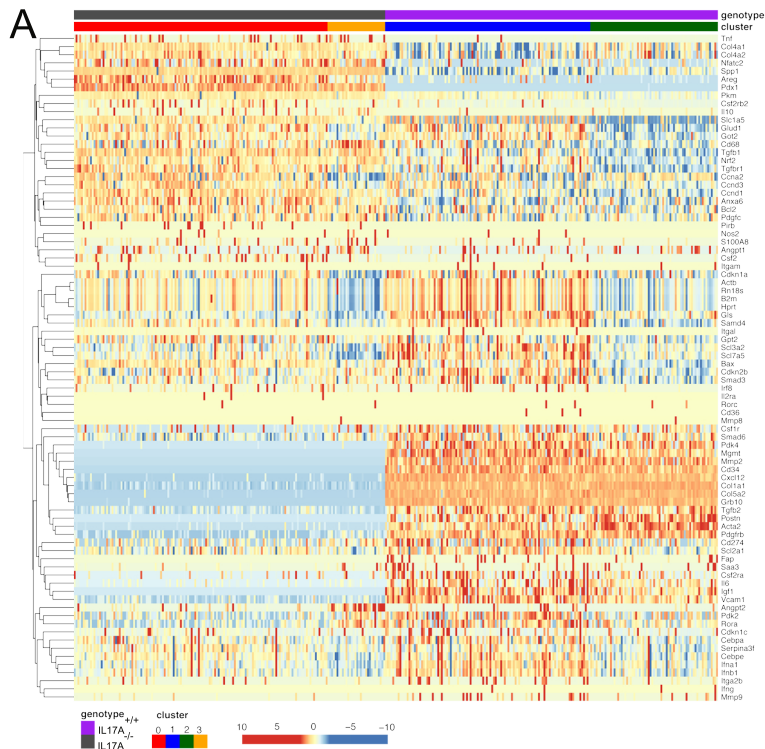 A
genotype
cluster
Tnf
Col4a1
Col4a2
Nfatc2
Spp1
Areg
Pdx1
Pkm
Csf2rb2
Il10
Slc1a5
Glud1
Got2
Cd68
Tgfb1
Nrf2
Tgfbr1
Ccna2
Ccnd3
Ccnd1
Anxa6
Bcl2
Pdgfc
Pirb
Nos2
S100A8
Angpt1
Csf2
Itgam
Cdkn1a
Actb
Rn18s
B2m
Hprt
Gls
Samd4
Itgal
Gpt2
Scl3a2
Scl7a5
Bax
Cdkn2b
Smad3
Irf8
Il2ra
Rorc
Cd36
Mmp8
Csf1r
Smad6
Pdk4
Mgmt
Mmp2
Cd34
Cxcl12
Col1a1
Col5a2
Grb10
Tgfb2
Postn
Acta2
Pdgfrb
Cd274
Scl2a1
Fap
Saa3
Csf2ra
Il6
Igf1
Vcam1
Angpt2
Pdk2
Rora
Cdkn1c
Cebpa
Serpina3f
Cebpe
Ifna1
Ifnb1
Itga2b
Ifng
Mmp9
genotype cluster
IL17A+/+
IL17A-/-
0 1 2 3
10 5 0 -5 -10